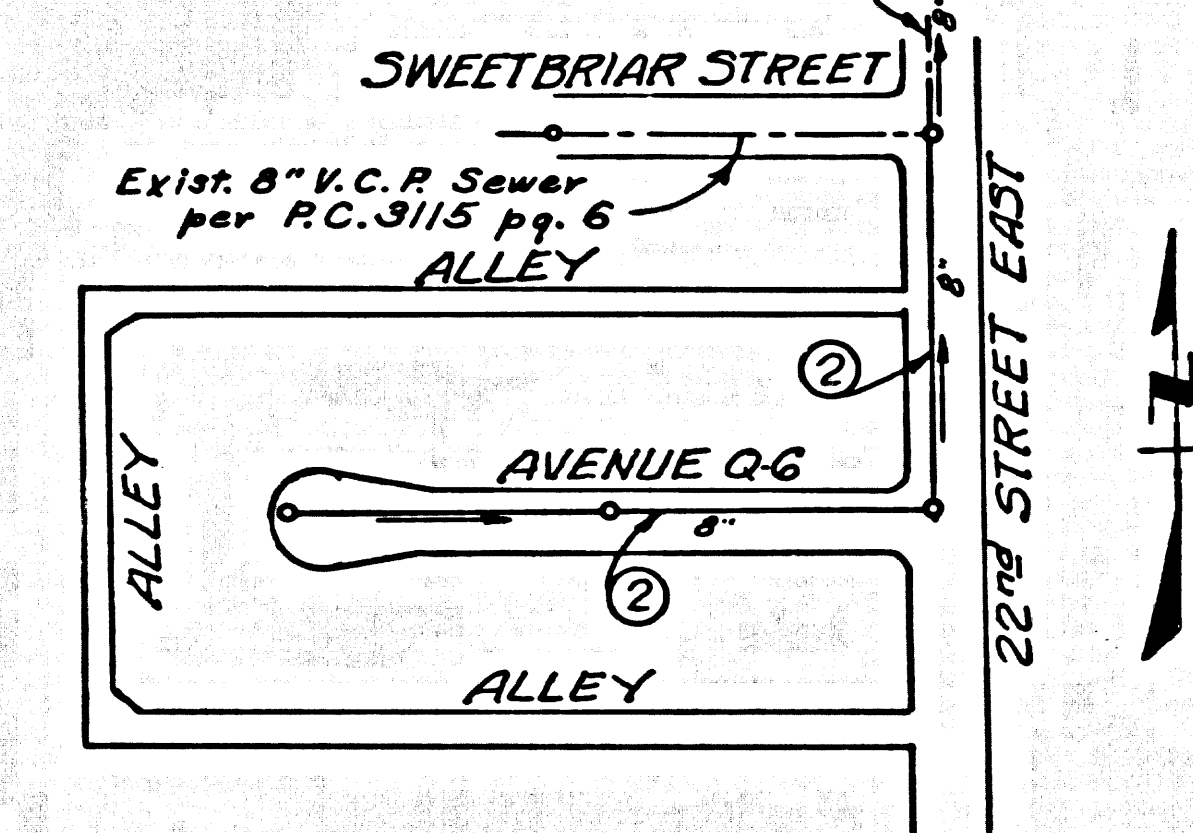 8"
SWEETBRIAR STREET
Exist. 8" V.C.P. Sewer
per P.C. 3115 pg. 6
ALLEY
8"
22nd STREET EAST
2
AVENUE Q-6
ALLEY
8"
2
ALLEY
N